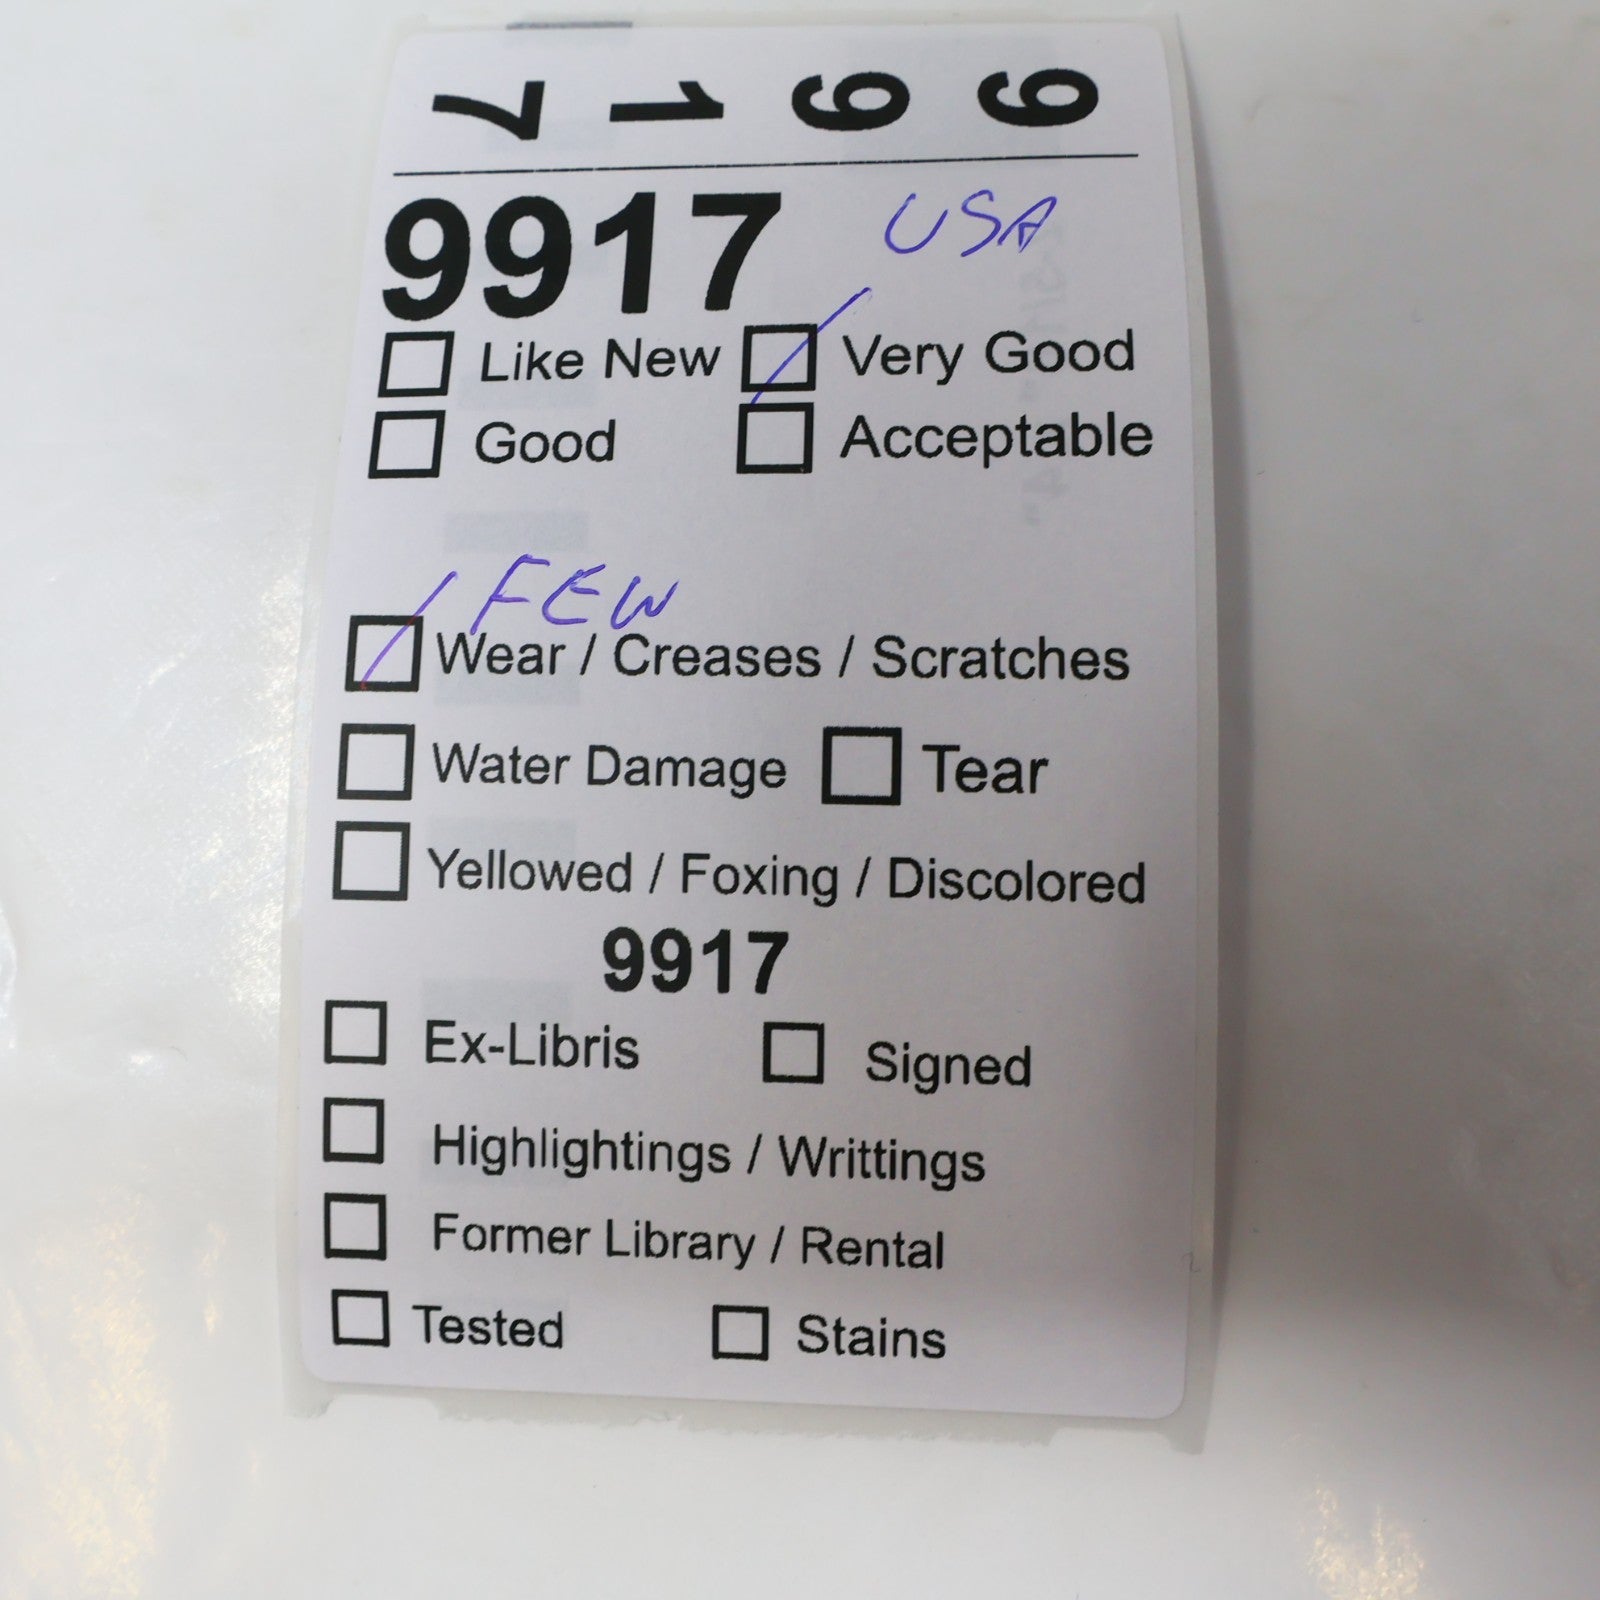 7 1 9 9
9917 USA
Like New Very Good
Good Acceptable
FEW
Wear / Creases / Scratches
Water Damage Tear
Yellowed / Foxing / Discolored
9917
Ex-Libris Signed
Highlightings / Writtings
Former Library / Rental
Tested Stains